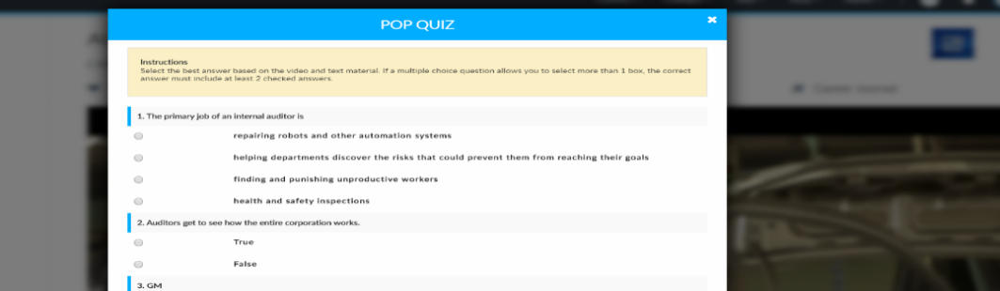 POP QUIZ
Instructions
Select the best answer based on the video and text material. If a multiple choice question allows you to select more than 1 box, the correct
answer must include at least 2 checked answers.
1. The primary job of an internal auditor is
repairing robots and other automation systems
helping departments discover the risks that could prevent them from reaching their goals
finding and punishing unproductive workers
health and safety inspections
2. Auditors get to see how the entire corporation works.
True
False
3. GM